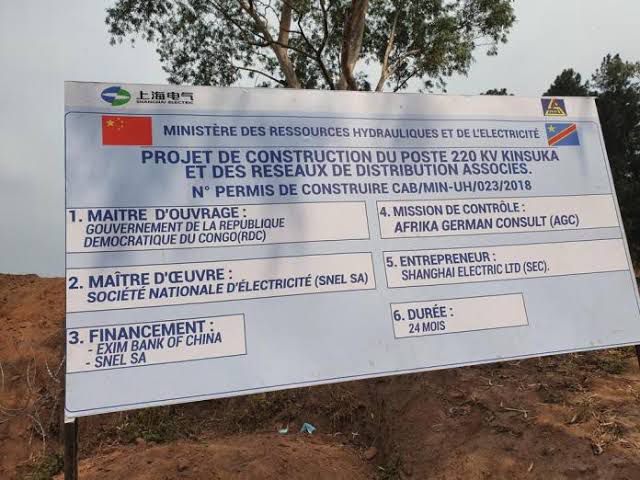 上海电气
SHANGHAI ELECTRIC
MINISTÈRE DES RESSOURCES HYDRAULIQUES ET DE L'ELECTRICITÉ
PROJET DE CONSTRUCTION DU POSTE 220 KV KINSUKA
ET DES RESEAUX DE DISTRIBUTION ASSOCIES.
N° PERMIS DE CONSTRUIRE CAB/MIN-UH/023/2018
1. MAITRE D'OUVRAGE :
GOUVERNEMENT DE LA REPUBLIQUE
DEMOCRATIQUE DU CONGO(RDC)
2. MAÎTRE D'ŒUVRE :
SOCIÉTÉ NATIONALE D'ÉLECTRICITÉ (SNEL SA)
3. FINANCEMENT :
- EXIM BANK OF CHINA
- SNEL SA
4. MISSION DE CONTRÔLE :
AFRIKA GERMAN CONSULT (AGC)
5. ENTREPRENEUR :
SHANGHAI ELECTRIC LTD (SEC).
6. DURÉE :
24 MOIS